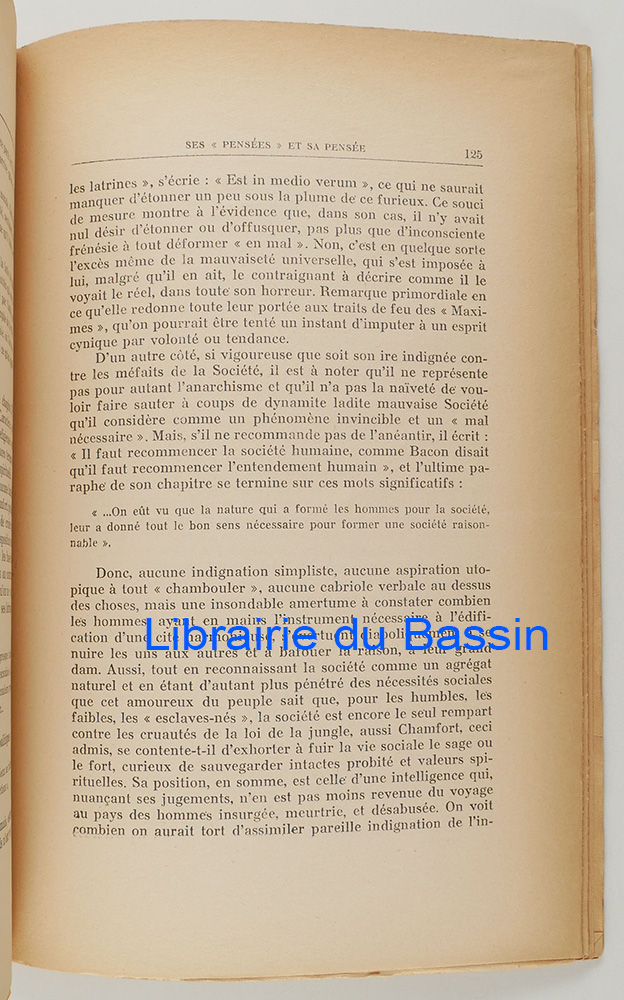 SES « PENSÉES » ET SA PENSÉE 125
les latrines », s'écrie : « Est in medio verum », ce qui ne saurait
manquer d'étonner un peu sous la plume de ce furieux. Ce souci
de mesure montre à l'évidence que, dans son cas, il n'y avait
nul désir d'étonner ou d'offusquer, pas plus que d'inconsciente
frénésie à tout déformer « en mal ». Non, c'est en quelque sorte
l'excès même de la mauvaiseté universelle, qui s'est imposée à
lui, malgré qu'il en ait, le contraignant à décrire comme il le
voyait le réel, dans toute son horreur. Remarque primordiale en
ce qu'elle redonne toute leur portée aux traits de feu des « Maxi-
mes », qu'on pourrait être tenté un instant d'imputer à un esprit
cynique par volonté ou tendance.
D'un autre côté, si vigoureuse que soit son ire indignée con-
tre les méfaits de la Société, il est à noter qu'il ne représente
pas pour autant l'anarchisme et qu'il n'a pas la naïveté de vou-
loir faire sauter à coups de dynamite ladite mauvaise Société
qu'il considère comme un phénomène invincible et un « mal
nécessaire ». Mais, s'il ne recommande pas de l'anéantir, il écrit :
« Il faut recommencer la société humaine, comme Bacon disait
qu'il faut recommencer l'entendement humain », et l'ultime pa-
raphe de son chapitre se termine sur ces mots significatifs :
« ...On eût vu que la nature qui a formé les hommes pour la société,
leur a donné tout le bon sens nécessaire pour former une société raison-
nable ».
Donc, aucune indignation simpliste, aucune aspiration uto-
pique à tout « chambouler », aucune cabriole verbale au dessus
des choses, mais une insondable amertume à constater combien
les hommes, ayant en mains l'instrument nécessaire à l'édifi-
cation d'une cité harmonieuse, s'évertuent diaboliquement à se
Librairie du Bassin
nuire les uns aux autres et à bafouer la raison, à leur grand
dam. Aussi, tout en reconnaissant la société comme un agrégat
naturel et en étant d'autant plus pénétré des nécessités sociales
que cet amoureux du peuple sait que, pour les humbles, les
faibles, les « esclaves-nés », la société est encore le seul rempart
contre les cruautés de la loi de la jungle, aussi Chamfort, ceci
admis, se contente-t-il d'exhorter à fuir la vie sociale le sage ou
le fort, curieux de sauvegarder intactes probité et valeurs spi-
rituelles. Sa position, en somme, est celle d'une intelligence qui,
nuançant ses jugements, n'en est pas moins revenue du voyage
au pays des hommes insurgée, meurtrie, et désabusée. On voit
combien on aurait tort d'assimiler pareille indignation de l'in-